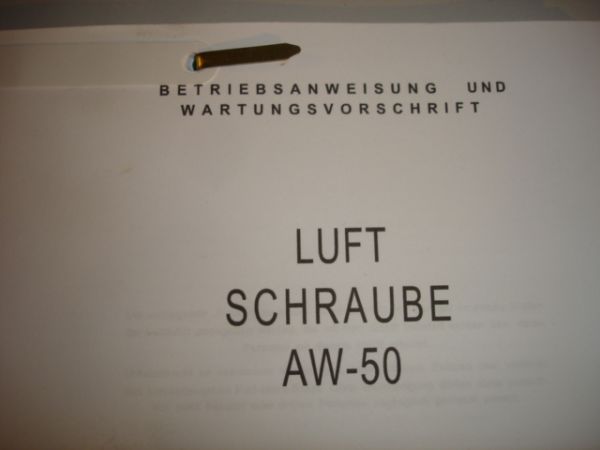 BETRIEBSANWEISUNG UND
WARTUNGSVORSCHRIFT
LUFT
SCHRAUBE
AW-50